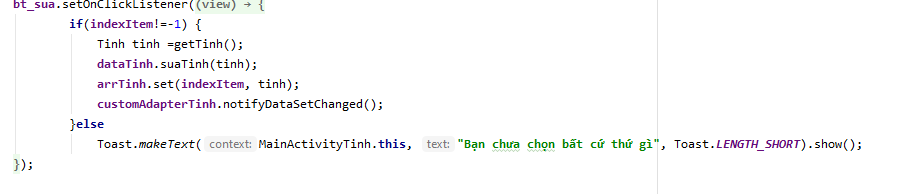 bt_sua.setOnClickListener((view) → {
if(indexItem!=-1) {
Tinh tinh =getTinh();
dataTinh.suaTinh(tinh);
arrTinh.set(indexItem, tinh);
customAdapterTinh.notifyDataSetChanged();
}else
Toast.makeText( context: MainActivityTinh.this, text: "Bạn chưa chọn bất cứ thứ gì", Toast.LENGTH_SHORT).show();
});